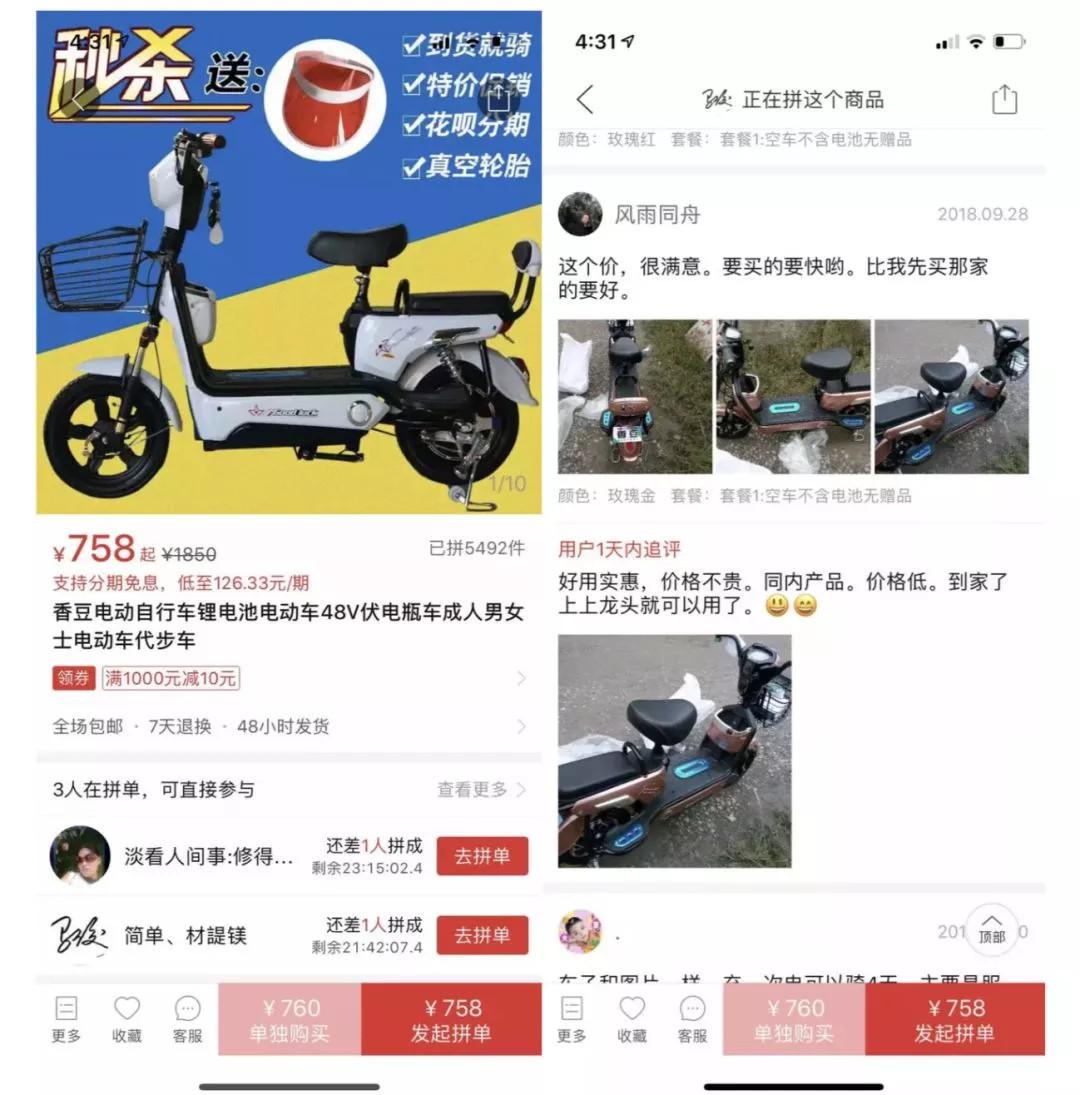 4:31
秒杀
送:
到货就骑
特价促销
花呗分期
真空轮胎
Good luck
1/10
¥758起 ¥1850
已拼5492件
支持分期免息，低至126.33元/期
香豆电动自行车锂电池电动车48V伏电瓶车成人男女
士电动车代步车
领券 满1000元减10元
全场包邮 · 7天退换 · 48小时发货
3人在拼单，可直接参与
查看更多
淡看人间事:修得...
还差1人拼成
剩余23:15:02.4
去拼单
简单、材諟镁
还差1人拼成
剩余21:42:07.4
去拼单
更多
收藏
客服
¥760
单独购买
¥758
发起拼单
4:31
正在拼这个商品
颜色：玫瑰红 套餐：套餐1:空车不含电池无赠品
风雨同舟
2018.09.28
这个价，很满意。要买的要快哟。比我先买那家
的要好。
颜色：玫瑰金 套餐：套餐1:空车不含电池无赠品
用户1天内追评
好用实惠，价格不贵。同内产品。价格低。到家了
上上龙头就可以用了。😃😄
.
201
0
顶部
更多
收藏
客服
¥760
单独购买
¥758
发起拼单